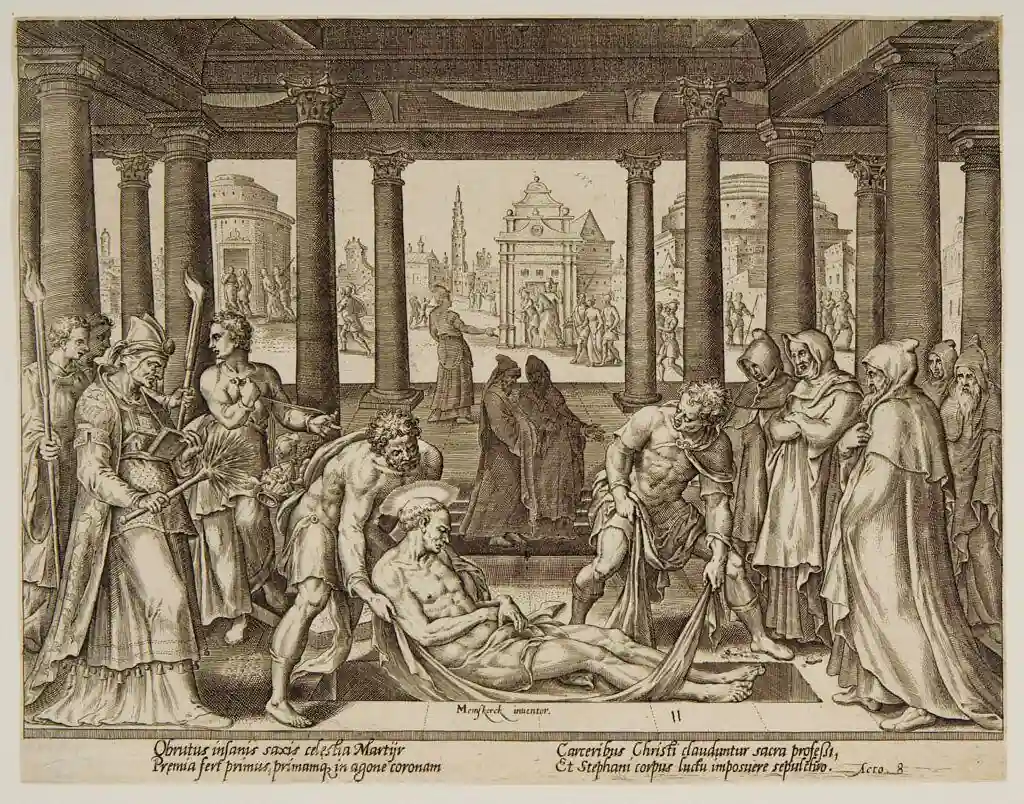 Memskerck inventor.
11
Obrutus insanis saxis celestia Martijr
Premia fert primus, primamq, in agone coronam
Carceribus Christi clauduntur sacra professi,
Et Stephani corpus luctu imposuere sepulchro.
Acto. 8